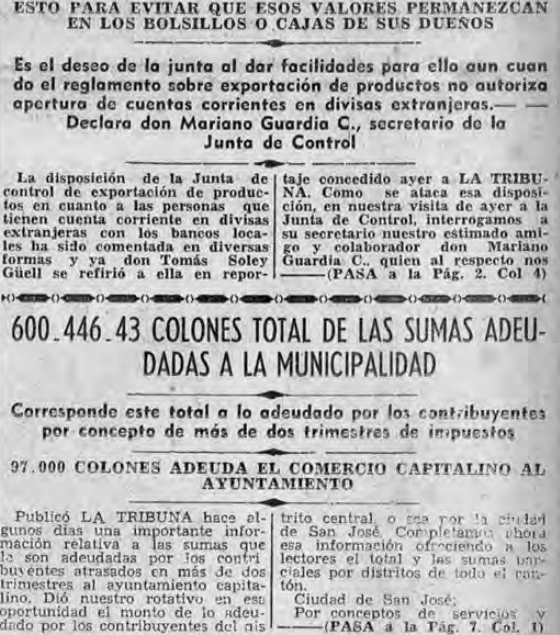 ESTO PARA EVITAR QUE ESOS VALORES PERMANEZCAN
EN LOS BOLSILLOS O CAJAS DE SUS DUEÑOS
Es el deseo de la junta al dar facilidades para ello aun cuan
do el reglamento sobre exportación de productos no autoriza
apertura de cuentas corrientes en divisas extranjeras.— —
Declara don Mariano Guardia C., secretario de la
Junta de Control
La disposición de la Junta de
control de exportación de produc-
tos en cuanto a las personas que
tienen cuenta corriente en divisas
extranjeras con los bancos loca-
les ha sido comentada en diversas
formas y ya don Tomás Soley
Güell se refirió a ella en repor-
taje concedido ayer a LA TRIBU-
NA. Como se ataca esa disposi-
ción, en nuestra visita de ayer a la
Junta de Control, interrogamos a
su secretario nuestro estimado ami-
go y colaborador don Mariano
Guardia C., quien al respecto nos
——(PASA a la Pág. 2. Col 4)
600.446.43 COLONES TOTAL DE LAS SUMAS ADEU-
DADAS A LA MUNICIPALIDAD
Corresponde este total a lo adeudado por los contribuyentes
por concepto de más de dos trimestres de impuestos
97.000 COLONES ADEUDA EL COMERCIO CAPITALINO AL
AYUNTAMIENTO
Publicó LA TRIBUNA hace al-
gunos días una importante infor-
mación relativa a las sumas que
le son adeudadas por los contri
buyentes atrasados en más de dos
trimestres al ayuntamiento capita-
lino. Dió nuestro rotativo en esa
oportunidad el monto de lo adeu-
dado por los contribuyentes del dis
trito central, o sea por la ciudad
de San José. Completamos ahora
esa información ofreciendo a los
lectores el total y las sumas par-
ciales por distritos de todo el can-
tón.
Ciudad de San José:
Por conceptos de servicios y
——(PASA a la Pág. 7. Col. 1)